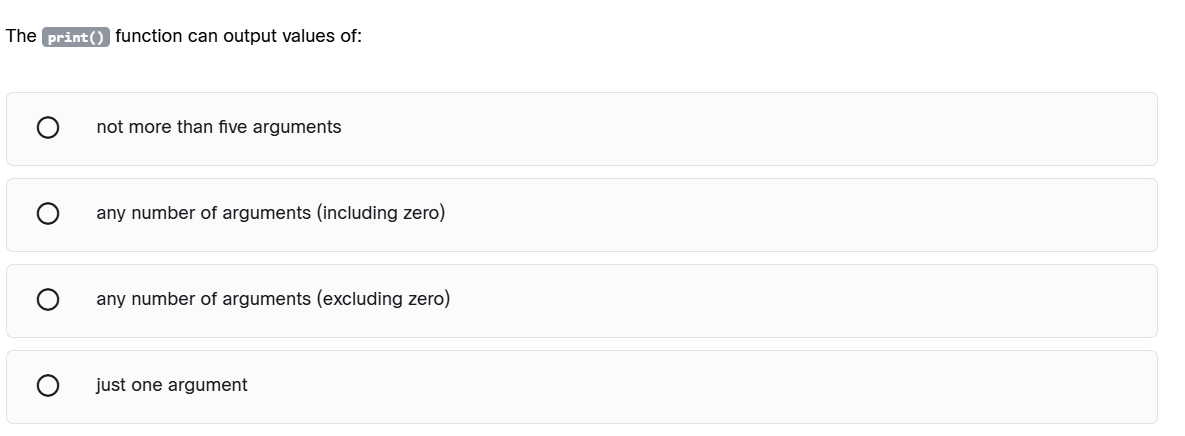 The print() function can output values of:
not more than five arguments
any number of arguments (including zero)
any number of arguments (excluding zero)
just one argument